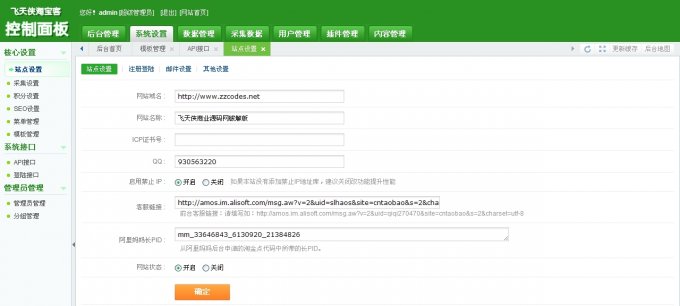 飞天侠淘宝客
控制面板
您好! admin [超级管理员] [退出] [网站首页]
后台管理 系统设置 数据管理 采集数据 用户管理 插件管理 内容管理
后台首页 模板管理 API接口 站点设置 更新缓存 后台地图
核心设置
站点设置
采集设置
积分设置
SEO设置
菜单管理
模板管理
系统接口
API接口
登陆接口
管理员管理
管理员管理
分组管理
站点设置 注册登陆 邮件设置 其他设置
网站域名: http://www.zzcodes.net
网站名称: 飞天侠商业源码网破解版
ICP证书号:
QQ: 930563220
启用禁止 IP: 开启 关闭 如果本站没有添加禁止IP地址库,建议关闭改功能提升性能
客服链接: http://amos.im.alisoft.com/msg.aw?v=2&uid=slhaos&site=cntaobao&s=2&char
前台客服链接:请填写如:http://amos.im.alisoft.com/msg.aw?v=2&uid=qiqi270470&site=cntaobao&s=2&charset=utf-8
阿里妈妈长PID: mm_33646843_6130920_21384826
从阿里妈妈后台申请的淘金点代码中所带的长PID。
网站状态: 开启 关闭
确定